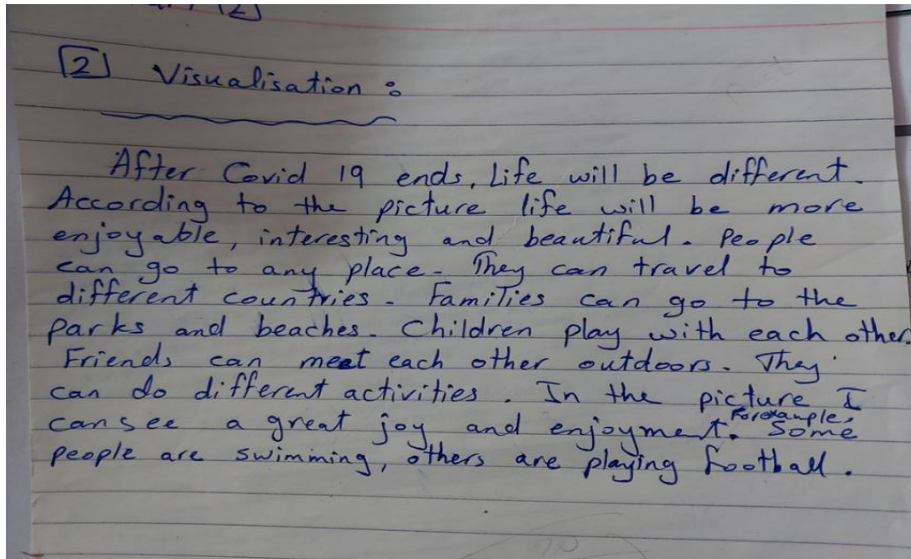 [2] Visualisation :
After Covid 19 ends, Life will be different.
According to the picture life will be more
enjoyable, interesting and beautiful. People
can go to any place. They can travel to
different countries. Families can go to the
parks and beaches. Children play with each other.
Friends can meet each other outdoors. They
can do different activities. In the picture I
can see a great joy and enjoyment. For example, Some
people are swimming, others are playing football.